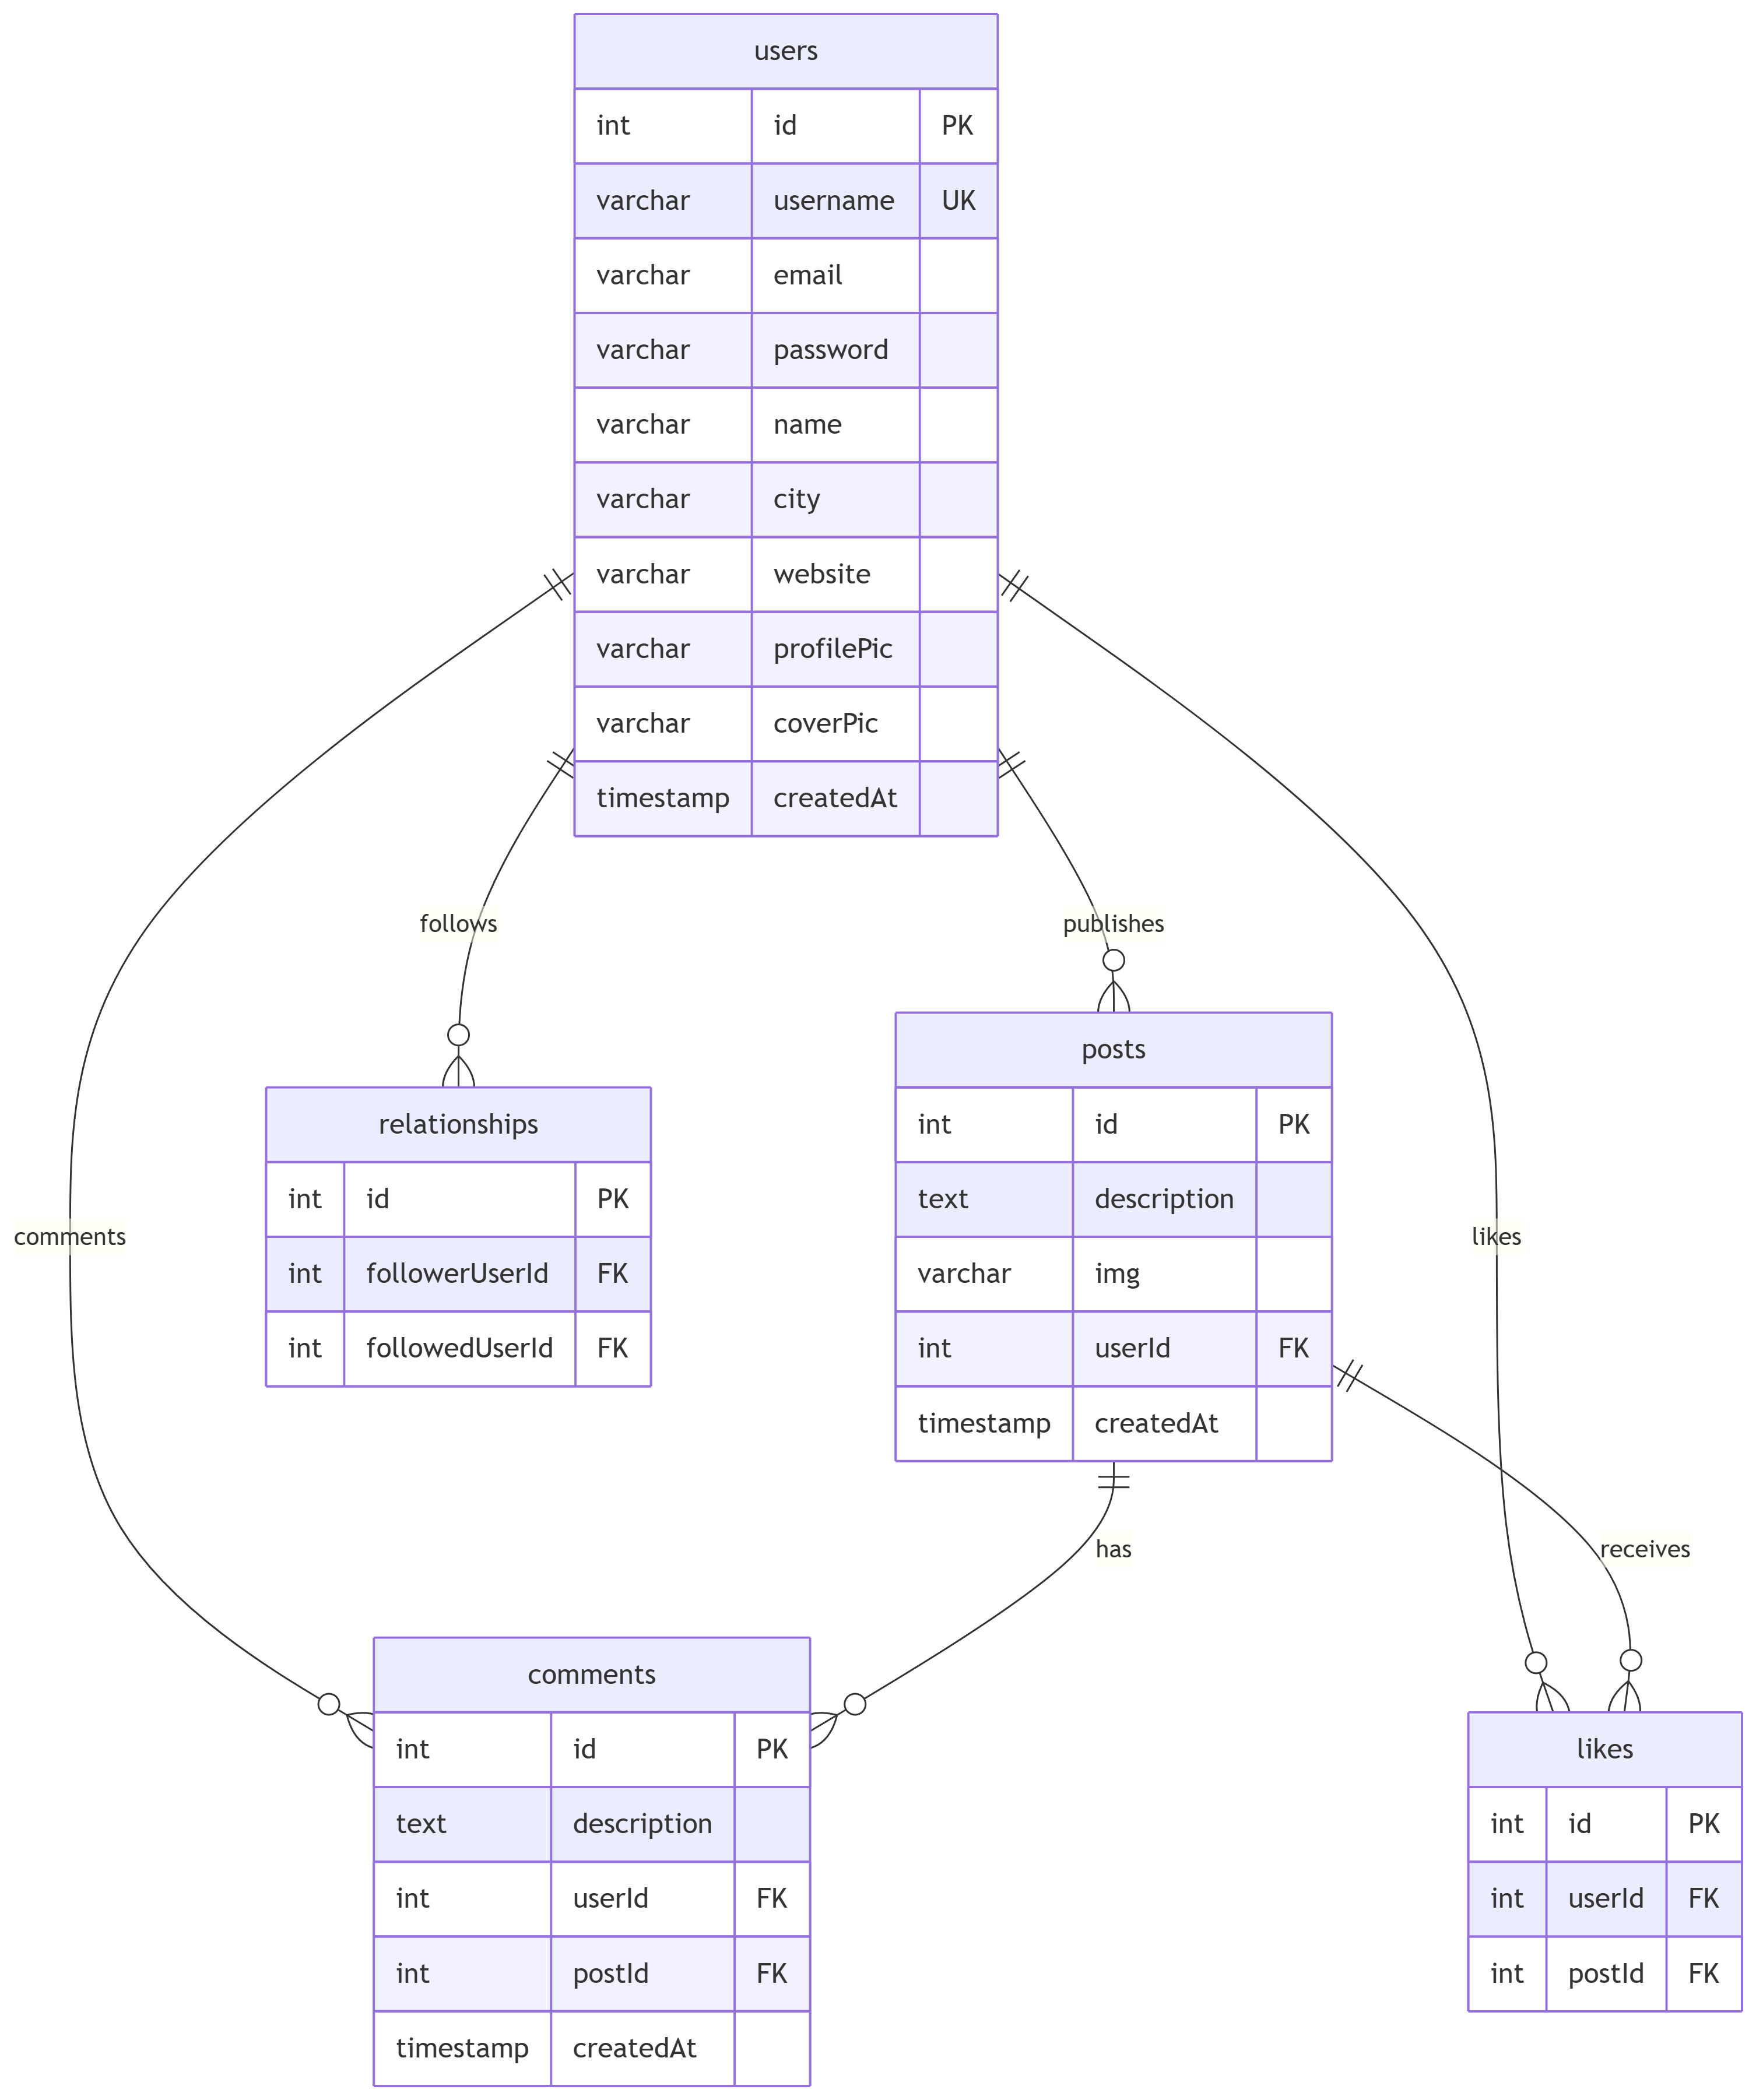 users
int id PK
varchar username UK
varchar email
varchar password
varchar name
varchar city
varchar website
varchar profilePic
varchar coverPic
timestamp createdAt
follows
publishes
relationships
int id PK
int followerUserId FK
int followedUserId FK
posts
int id PK
text description
varchar img
int userId FK
timestamp createdAt
comments
likes
has
receives
comments
int id PK
text description
int userId FK
int postId FK
timestamp createdAt
likes
int id PK
int userId FK
int postId FK